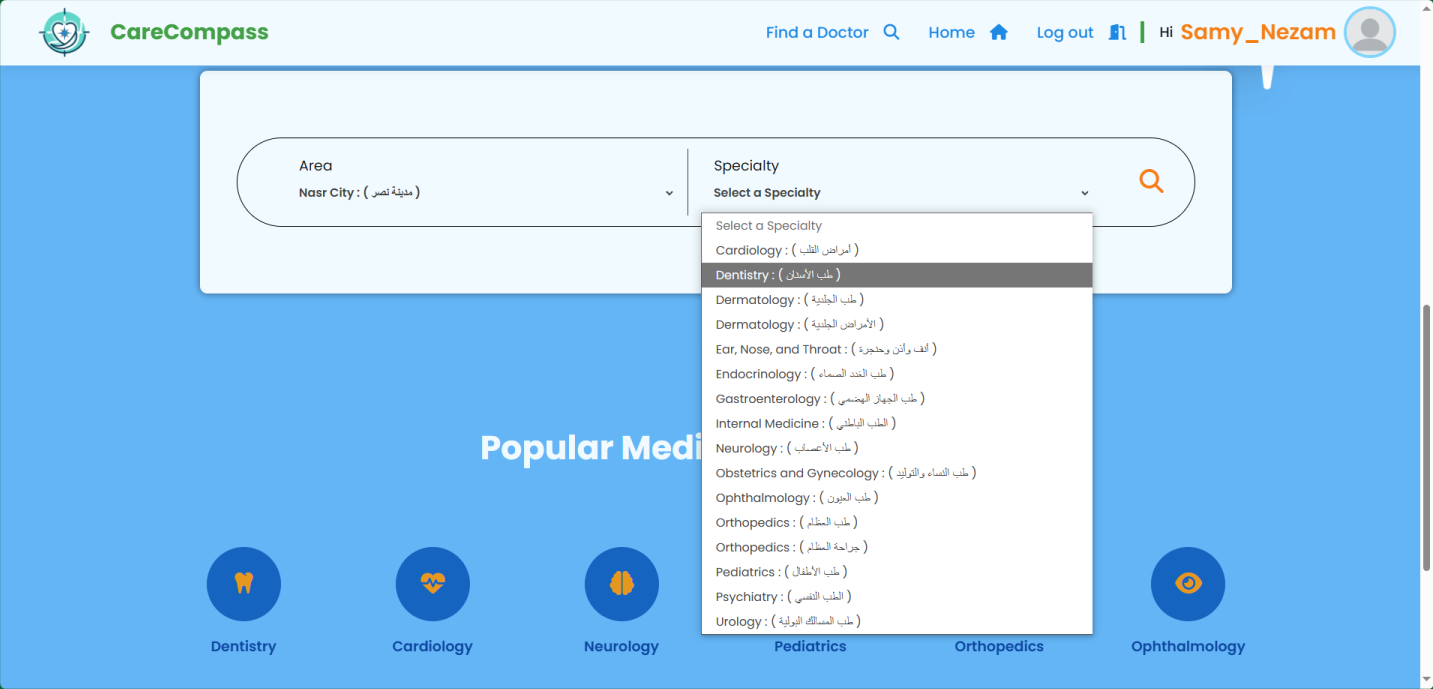 CareCompass
Find a Doctor Home Log out Hi Samy_Nezam
Area
Nasr City : ( مدينة نصر )
Specialty
Select a Specialty
Select a Specialty
Cardiology : ( أمراض القلب )
Dentistry : ( طب الأسنان )
Dermatology : ( طب الجلدية )
Dermatology : ( الأمراض الجلدية )
Ear, Nose, and Throat : ( أنف وأذن وحنجرة )
Endocrinology : ( طب الغدد الصماء )
Gastroenterology : ( طب الجهاز الهضمي )
Internal Medicine : ( الطب الباطني )
Neurology : ( طب الأعصاب )
Obstetrics and Gynecology : ( طب النساء والتوليد )
Ophthalmology : ( طب العيون )
Orthopedics : ( طب العظام )
Orthopedics : ( جراحة العظام )
Pediatrics : ( طب الأطفال )
Psychiatry : ( الطب النفسي )
Urology : ( طب المسالك البولية )
Popular Medi
Dentistry Cardiology Neurology Pediatrics Orthopedics Ophthalmology